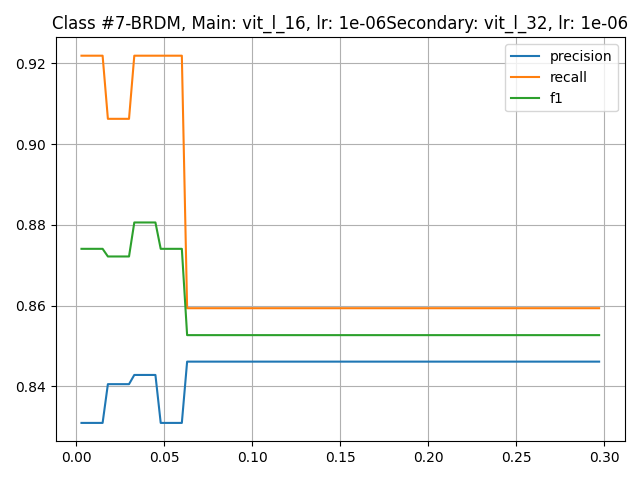 Class #7-BRDM, Main: vit_l_16, lr: 1e-06Secondary: vit_l_32, lr: 1e-06
precision
recall
f1
0.92
0.90
0.88
0.86
0.84
0.00 0.05 0.10 0.15 0.20 0.25 0.30